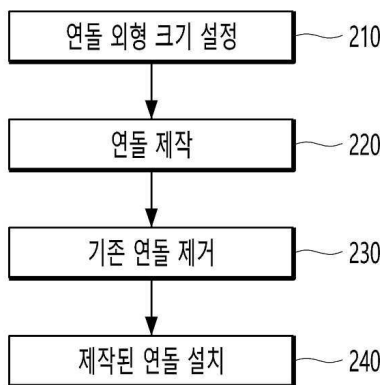 연돌 외형 크기 설정 210
연돌 제작 220
기존 연돌 제거 230
제작된 연돌 설치 240